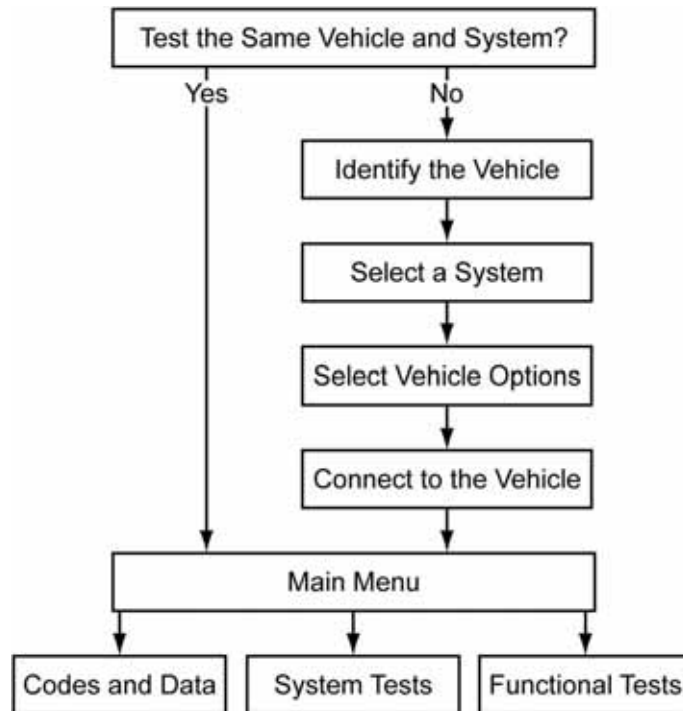 Test the Same Vehicle and System?
Yes
No
Identify the Vehicle
Select a System
Select Vehicle Options
Connect to the Vehicle
Main Menu
Codes and Data
System Tests
Functional Tests